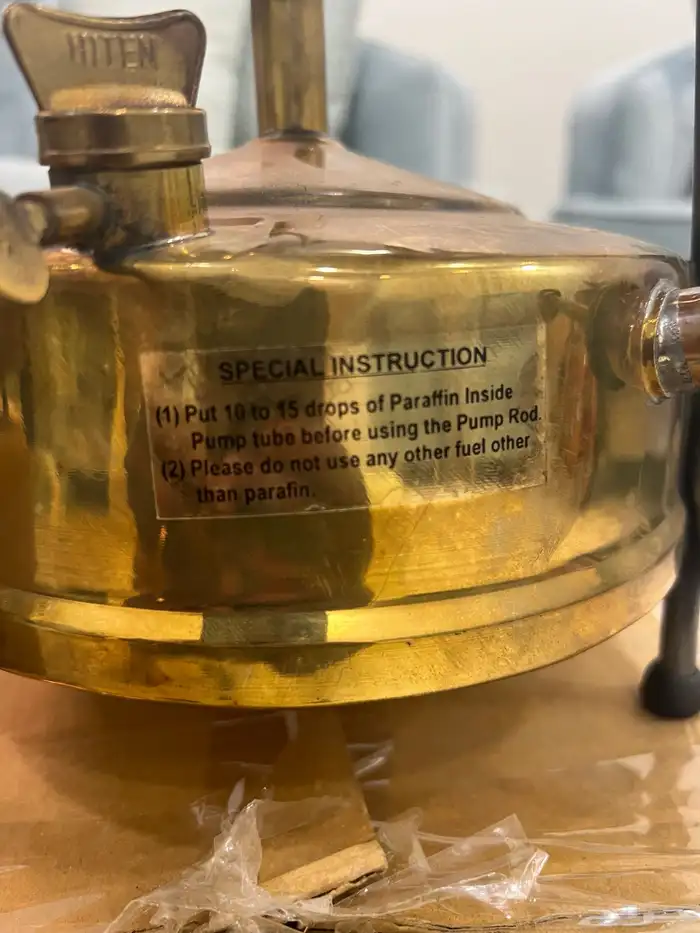 HITEN
SPECIAL INSTRUCTION
(1) Put 10 to 15 drops of Paraffin Inside
Pump tube before using the Pump Rod.
(2) Please do not use any other fuel other
than parafin.